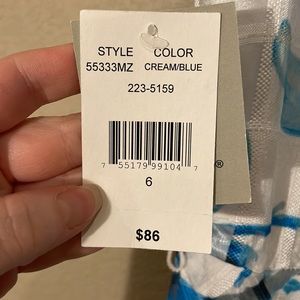 STYLE COLOR
55333MZ CREAM/BLUE
223-5159
7 55179 99104 7
6
$86
®